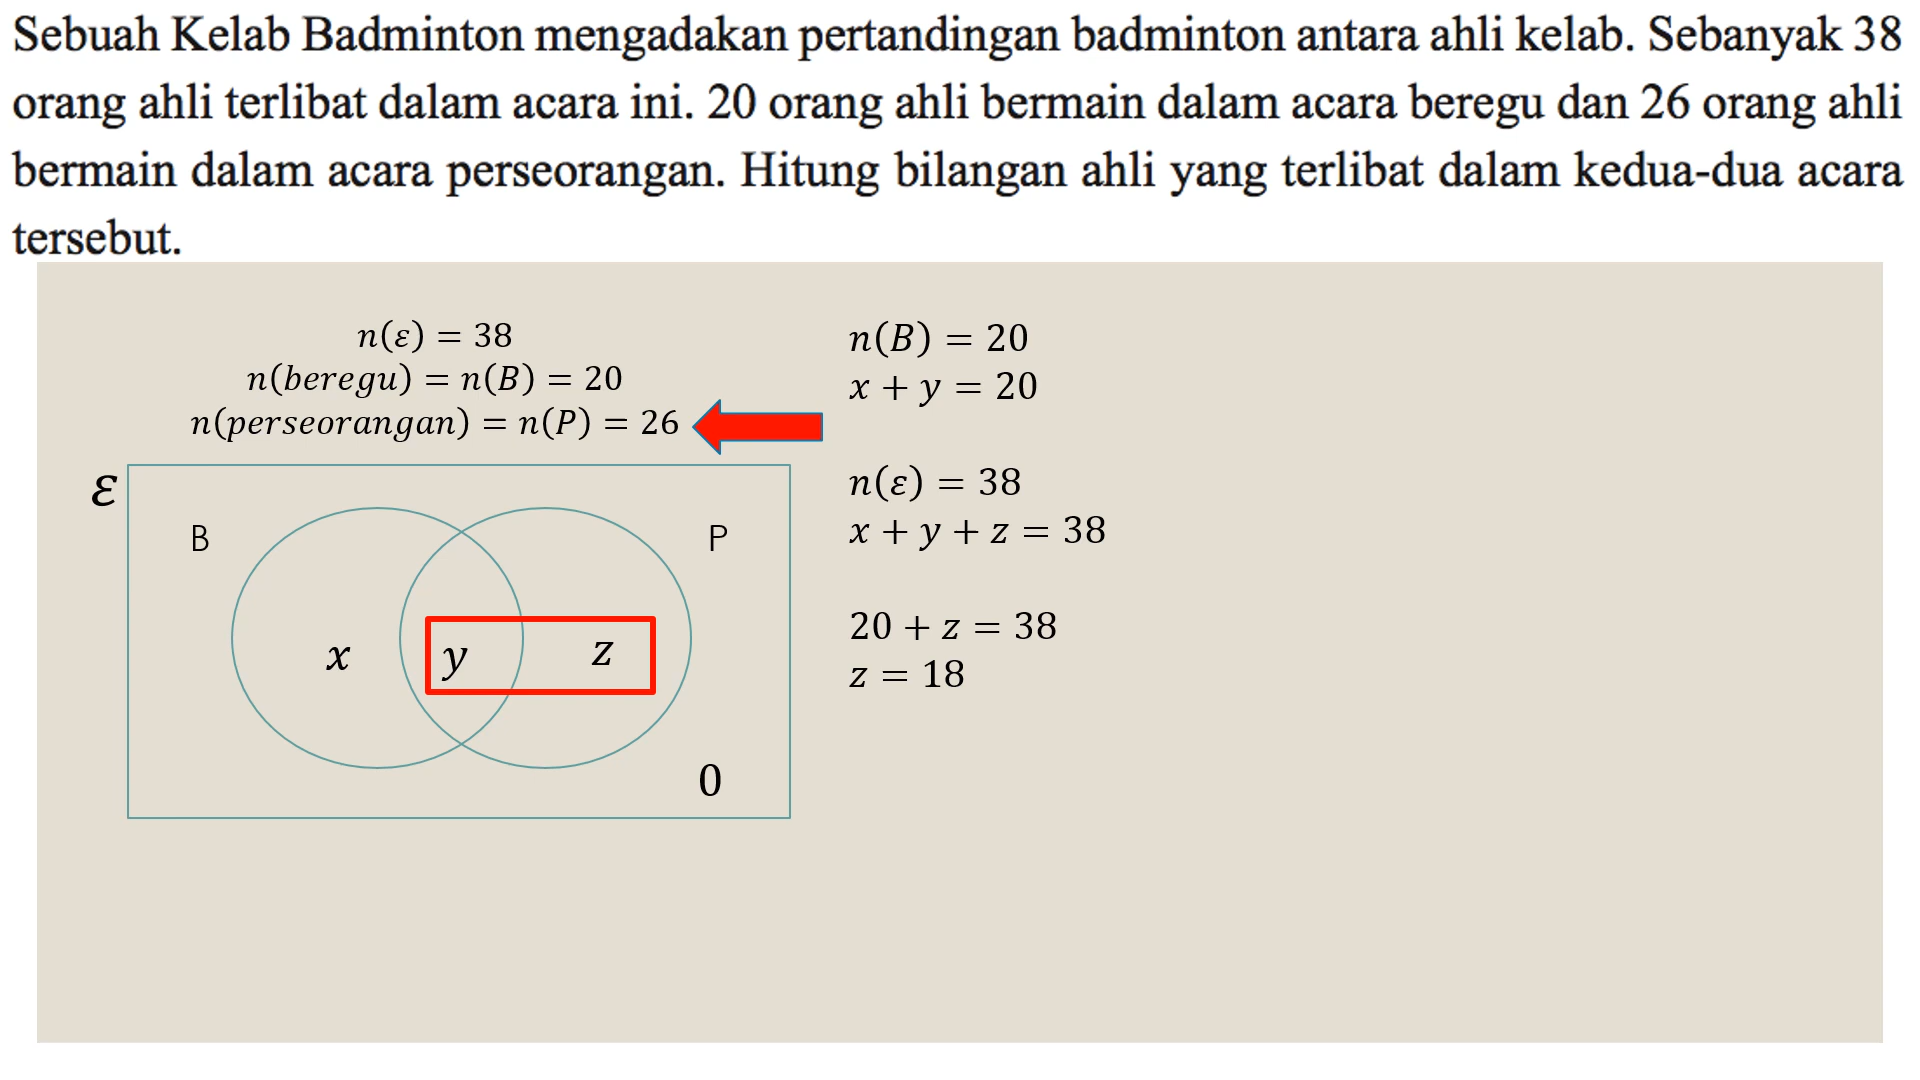 Sebuah Kelab Badminton mengadakan pertandingan badminton antara ahli kelab. Sebanyak 38
orang ahli terlibat dalam acara ini. 20 orang ahli bermain dalam acara beregu dan 26 orang ahli
bermain dalam acara perseorangan. Hitung bilangan ahli yang terlibat dalam kedua-dua acara
tersebut.
n(ε) = 38
n(beregu) = n(B) = 20
n(perseorangan) = n(P) = 26
ε
B
P
x
y
z
0
n(B) = 20
x + y = 20
n(ε) = 38
x + y + z = 38
20 + z = 38
z = 18